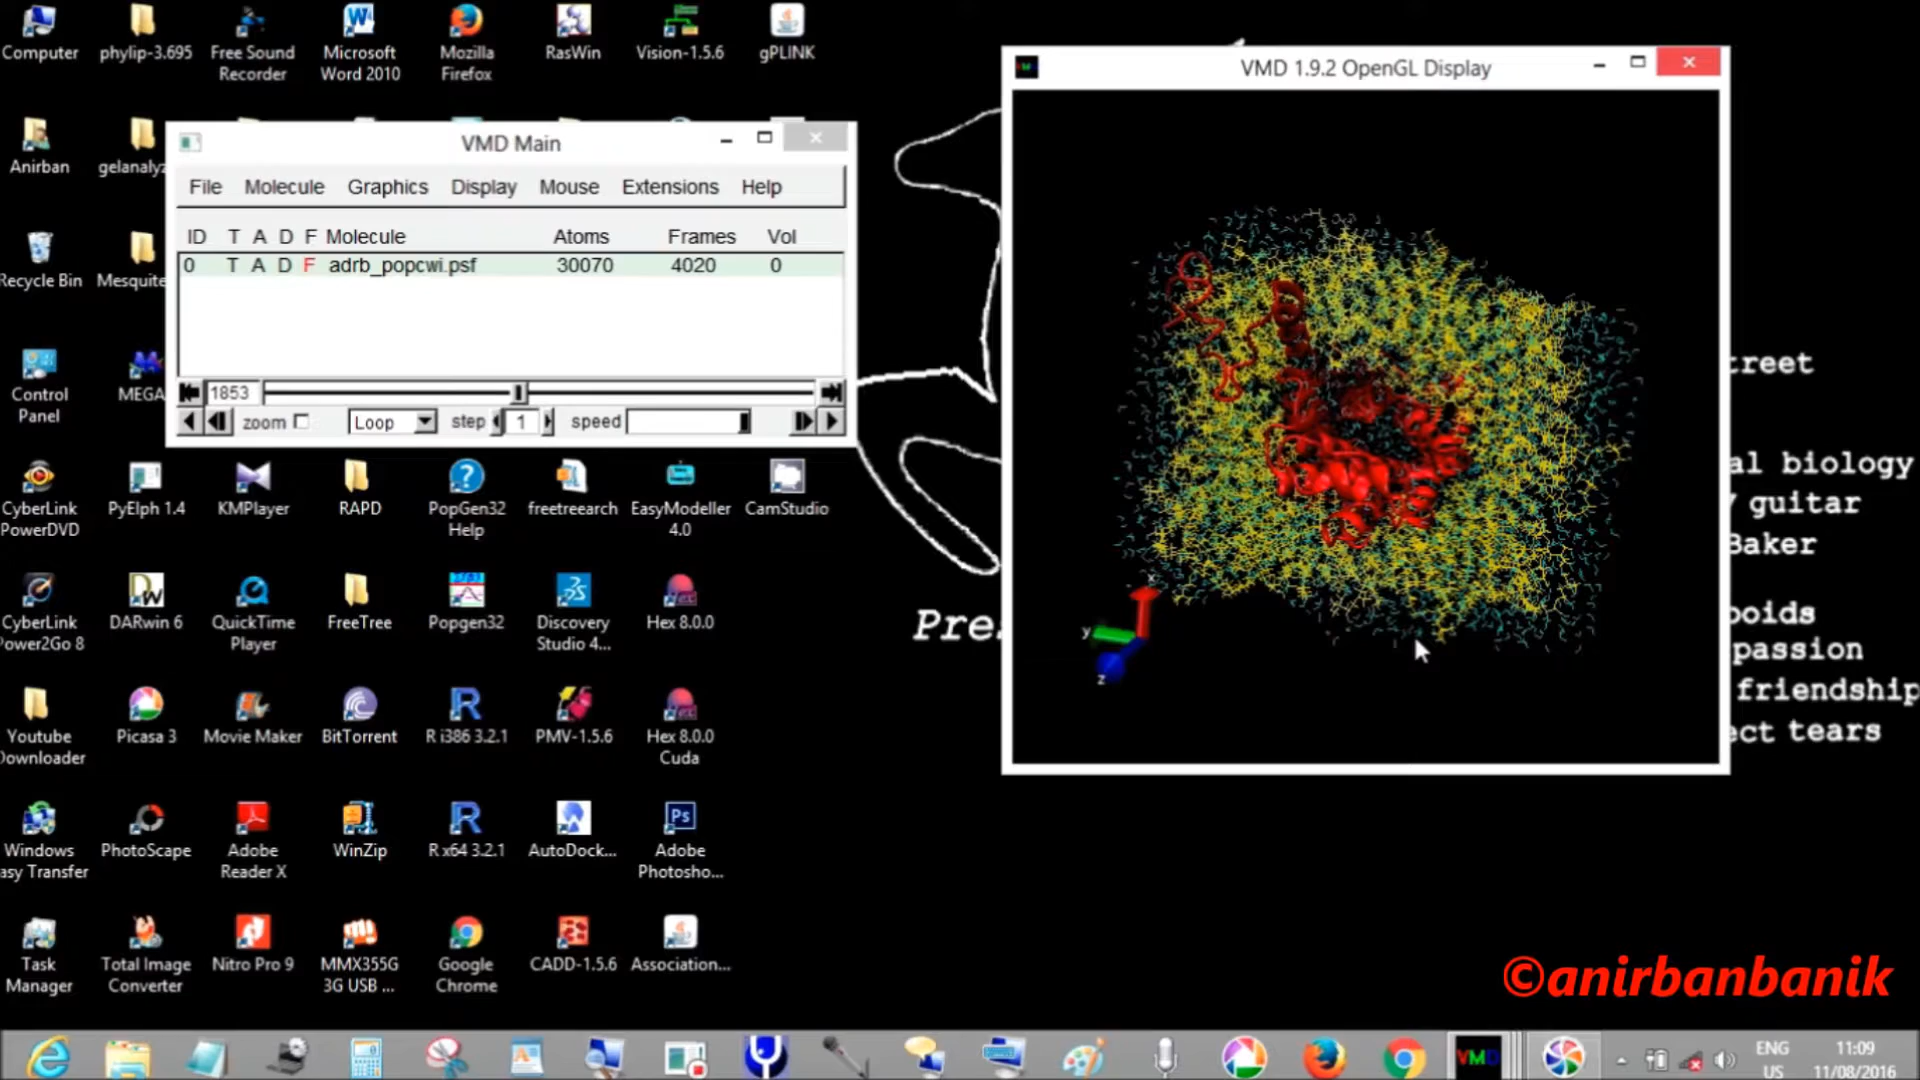 Computer
phylip-3.695
Free Sound
Recorder
Microsoft
Word 2010
Mozilla
Firefox
RasWin
Vision-1.5.6
gPLINK
Anirban
gelanalyz
Recycle Bin
Mesquite
Control
Panel
MEGA
VMD Main
File Molecule Graphics Display Mouse Extensions Help
ID T A D F Molecule Atoms Frames Vol
0 T A D F adrb_popcwi.psf 30070 4020 0
1853
zoom Loop step 1 speed
VMD 1.9.2 OpenGL Display
x
y
z
treet
al biology
y guitar
Baker
Pre
ooids
passion
friendship
ect tears
CyberLink
PowerDVD
PyElph 1.4
KMPlayer
RAPD
PopGen32
Help
freetreearch
EasyModeller
4.0
CamStudio
CyberLink
Power2Go 8
DARwin 6
QuickTime
Player
FreeTree
Popgen32
Discovery
Studio 4...
Hex 8.0.0
Youtube
Downloader
Picasa 3
Movie Maker
BitTorrent
R i386 3.2.1
PMV-1.5.6
Hex 8.0.0
Cuda
Windows
asy Transfer
PhotoScape
Adobe
Reader X
WinZip
R x64 3.2.1
AutoDock...
Adobe
Photosho...
Task
Manager
Total Image
Converter
Nitro Pro 9
MMX355G
3G USB ...
Google
Chrome
CADD-1.5.6
Association...
©anirbanbanik
VMD
ENG
US
11:09
11/08/2016